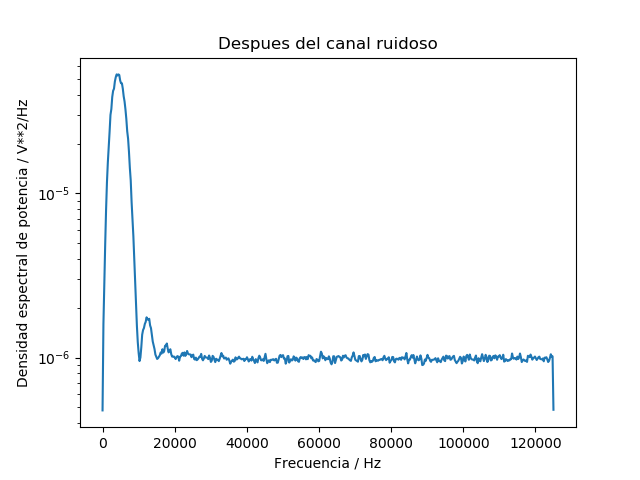 Despues del canal ruidoso
Densidad espectral de potencia / V**2/Hz
10⁻⁵
10⁻⁶
0 20000 40000 60000 80000 100000 120000
Frecuencia / Hz